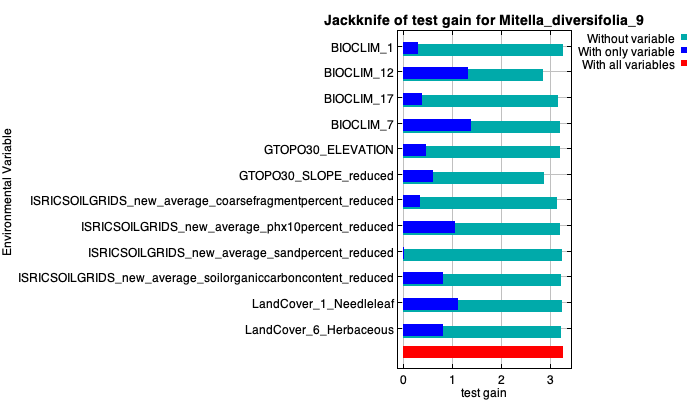 Jackknife of test gain for Mitella_diversifolia_9
Without variable
With only variable
With all variables
Environmental Variable
BIOCLIM_1
BIOCLIM_12
BIOCLIM_17
BIOCLIM_7
GTOPO30_ELEVATION
GTOPO30_SLOPE_reduced
ISRICSOILGRIDS_new_average_coarsefragmentpercent_reduced
ISRICSOILGRIDS_new_average_phx10percent_reduced
ISRICSOILGRIDS_new_average_sandpercent_reduced
ISRICSOILGRIDS_new_average_soilorganiccarboncontent_reduced
LandCover_1_Needleleaf
LandCover_6_Herbaceous
0 1 2 3
test gain